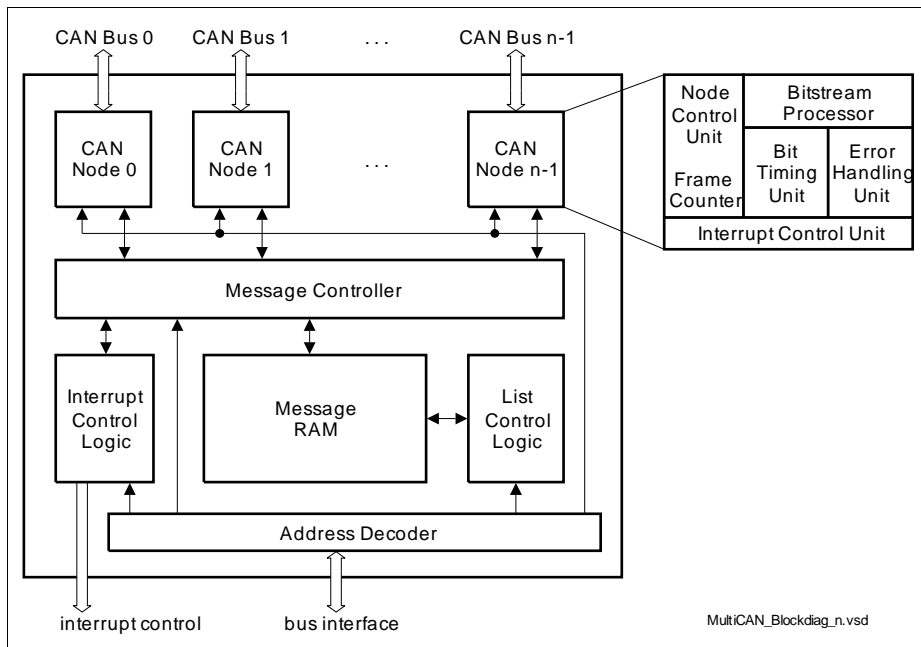 CAN Bus 0 CAN Bus 1 . . . CAN Bus n-1
CAN
Node 0
CAN
Node 1
. . .
CAN
Node n-1
Node
Control
Unit
Frame
Counter
Bitstream
Processor
Bit
Timing
Unit
Error
Handling
Unit
Interrupt Control Unit
Message Controller
Interrupt
Control
Logic
Message
RAM
List
Control
Logic
Address Decoder
interrupt control bus interface
MultiCAN_Blockdiag_n.vsd